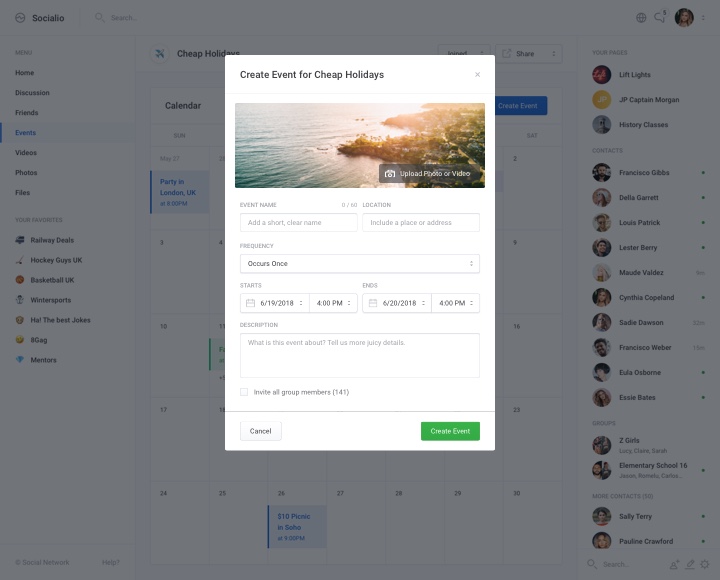 Socialio
Search..
6
MENU
Home
Discussion
Friends
Events
Videos
Photos
Files
YOUR FAVORITES
Railway Deals
Hockey Guys UK
Basketball UK
Wintersports
Ha! The best Jokes
8Gag
Mentors
© Social Network
Help?
Cheap Holidays
Joined
Share
Calendar
Create Event
SUN
SAT
May 27
2
Party in
London, UK
at 8:00PM
3
4
9
10
11
16
17
23
24
25
26
27
28
29
30
$10 Picnic
in Soho
at 9:00PM
Create Event for Cheap Holidays
×
Upload Photo or Video
EVENT NAME
0 / 60
LOCATION
Add a short, clear name
Include a place or address
FREQUENCY
Occurs Once
STARTS
ENDS
6/19/2018
4:00 PM
6/20/2018
4:00 PM
DESCRIPTION
What is this event about? Tell us more juicy details.
Invite all group members (141)
Cancel
Create Event
YOUR PAGES
Lift Lights
JP
JP Captain Morgan
History Classes
CONTACTS
Francisco Gibbs
Della Garrett
Louis Patrick
Lester Berry
Maude Valdez
9m
Cynthia Copeland
Sadie Dawson
32m
Francisco Weber
15m
Eula Osborne
Essie Bates
GROUPS
Z Girls
Lucy, Claire, Sarah
Elementary School 16
Jason, Romelu, Carlos...
MORE CONTACTS (50)
Sally Terry
Pauline Crawford
Search..